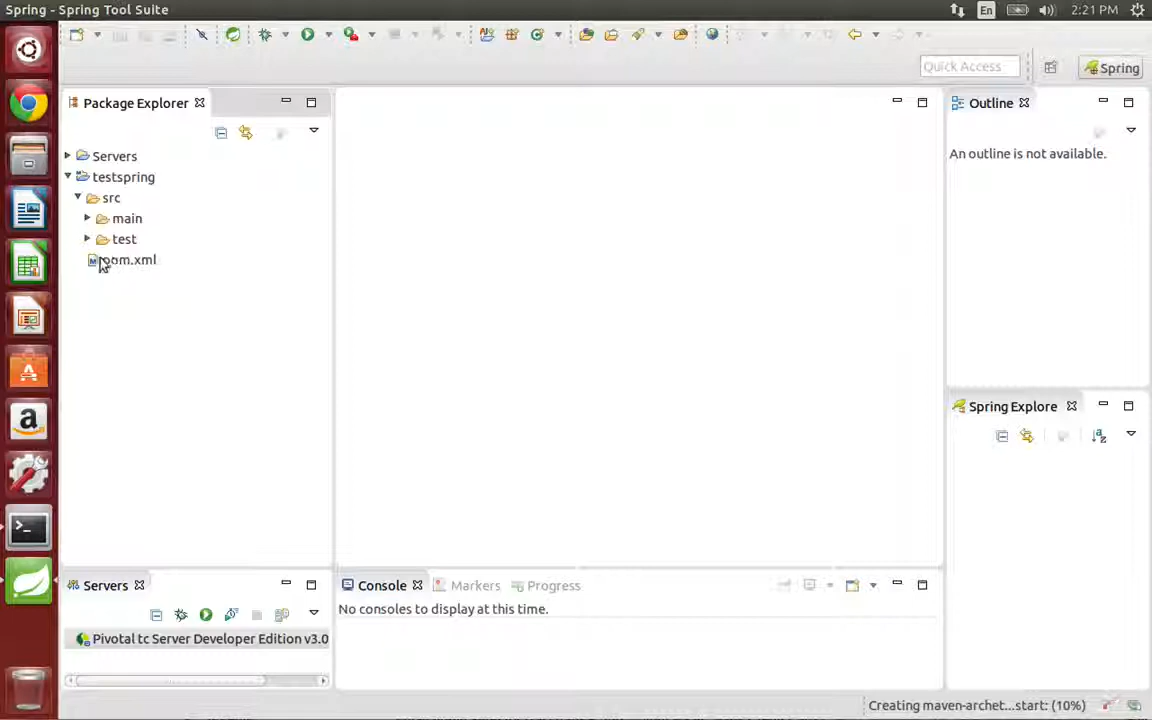 Spring - Spring Tool Suite
En
2:21 PM
Quick Access
Spring
Package Explorer
Servers
testspring
src
main
test
pom.xml
Outline
An outline is not available.
Spring Explore
Servers
Pivotal tc Server Developer Edition v3.0
Console
Markers
Progress
No consoles to display at this time.
Creating maven-archet...start: (10%)